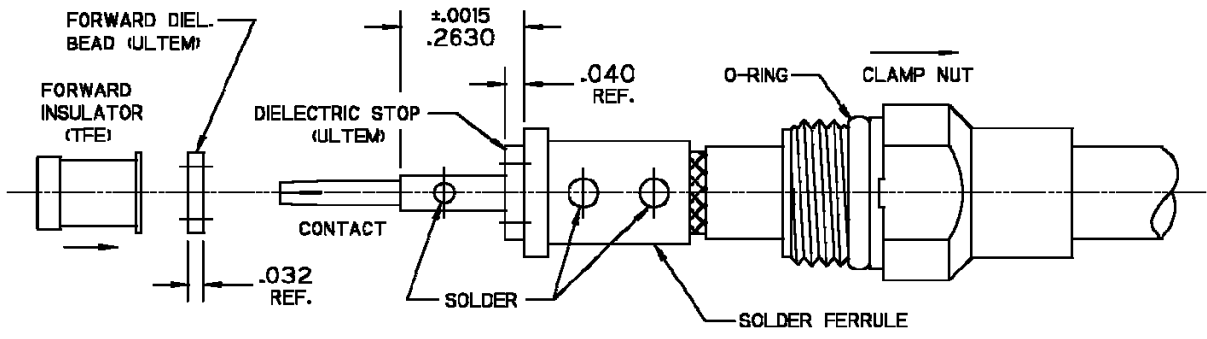 FORWARD DIEL.
BEAD (ULTEM)
±.0015
.2630
.040
REF.
O-RING
CLAMP NUT
FORWARD
INSULATOR
(TFE)
DIELECTRIC STOP
(ULTEM)
CONTACT
.032
REF.
SOLDER
SOLDER FERRULE